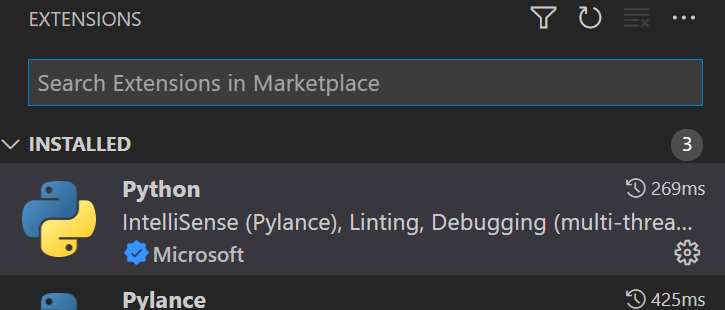 EXTENSIONS
Search Extensions in Marketplace
INSTALLED 3
Python 269ms
IntelliSense (Pylance), Linting, Debugging (multi-threa...
Microsoft
Pylance 425ms